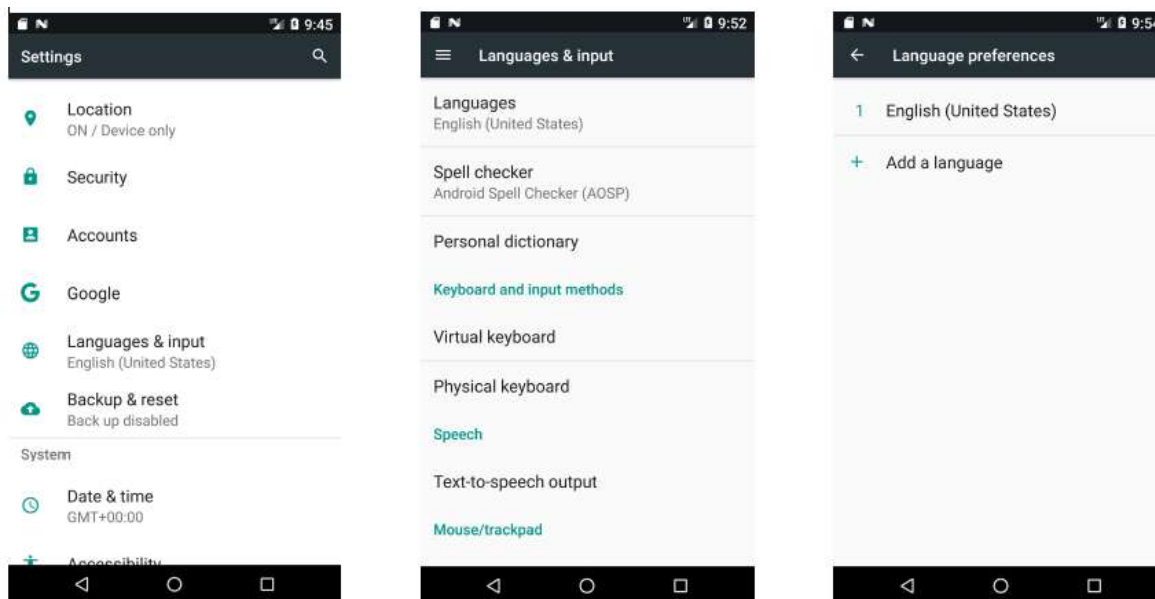 9:45
Settings
Location
ON / Device only
Security
Accounts
Google
Languages & input
English (United States)
Backup & reset
Back up disabled
System
Date & time
GMT+00:00
Accessibility
9:52
Languages & input
Languages
English (United States)
Spell checker
Android Spell Checker (AOSP)
Personal dictionary
Keyboard and input methods
Virtual keyboard
Physical keyboard
Speech
Text-to-speech output
Mouse/trackpad
9:54
Language preferences
1 English (United States)
+ Add a language